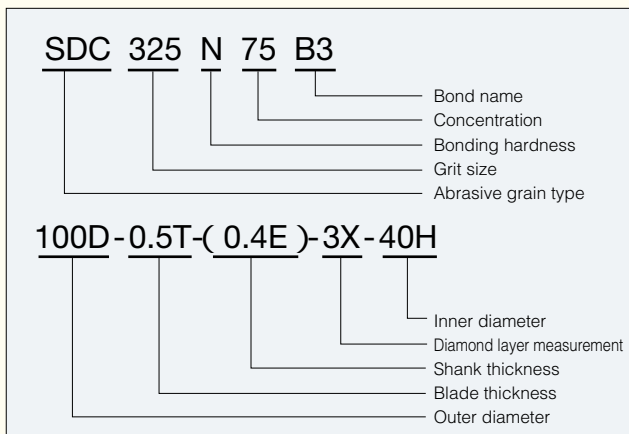 SDC 325 N 75 B3
Bond name
Concentration
Bonding hardness
Grit size
Abrasive grain type
100D-0.5T-(0.4E)-3X-40H
Inner diameter
Diamond layer measurement
Shank thickness
Blade thickness
Outer diameter